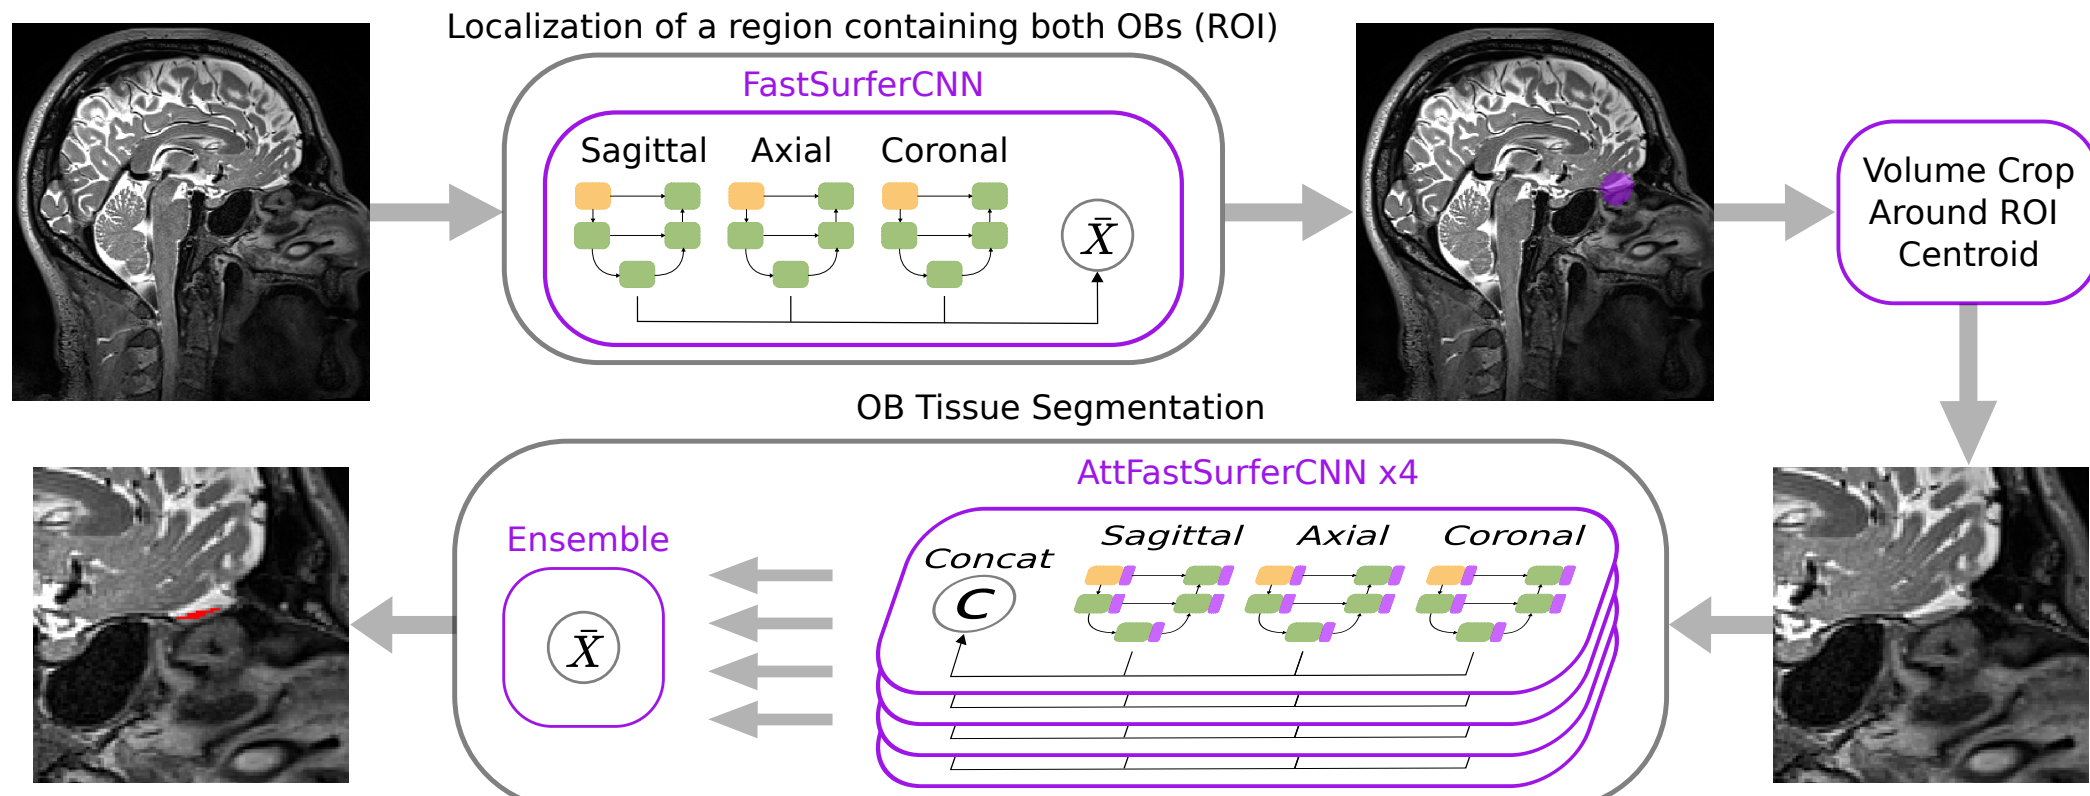 Localization of a region containing both OBs (ROI)
FastSurferCNN
Sagittal Axial Coronal
X̄
Volume Crop
Around ROI
Centroid
OB Tissue Segmentation
AttFastSurferCNN x4
Sagittal Axial Coronal
Concat
C
Ensemble
X̄